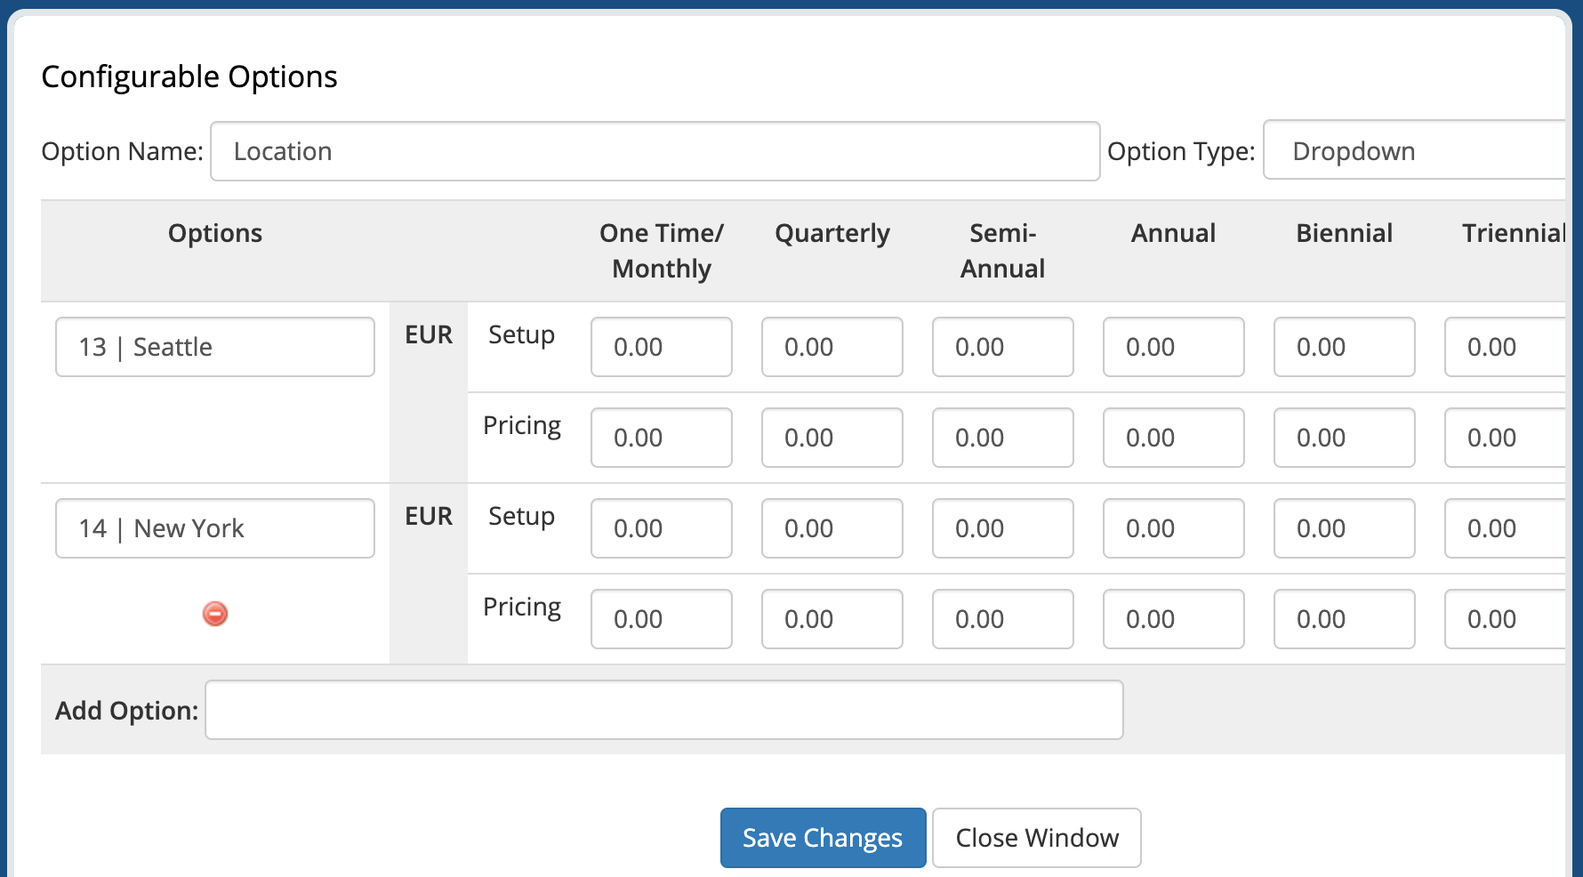 Configurable Options
Option Name: Location Option Type: Dropdown
Options One Time/ Monthly Quarterly Semi- Annual Annual Biennial Triennial
13 | Seattle EUR Setup 0.00 0.00 0.00 0.00 0.00 0.00
Pricing 0.00 0.00 0.00 0.00 0.00 0.00
14 | New York EUR Setup 0.00 0.00 0.00 0.00 0.00 0.00
Pricing 0.00 0.00 0.00 0.00 0.00 0.00
Add Option:
Save Changes Close Window